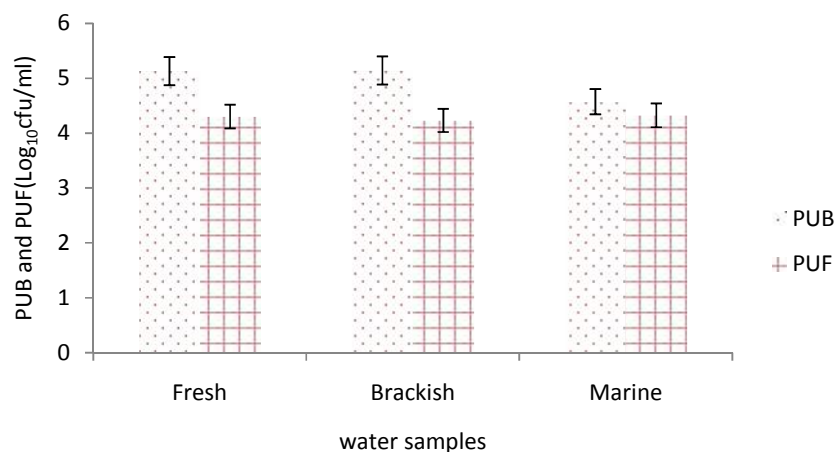 6
5
4
3
2
1
0
PUB and PUF(Log₁₀cfu/ml)
Fresh Brackish Marine
water samples
PUB
PUF